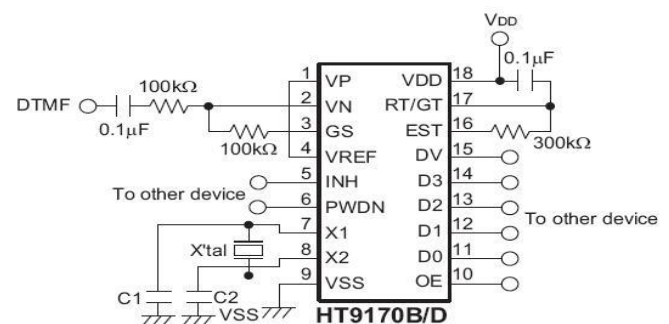 VDD
0.1μF
100kΩ
DTMF
0.1μF
100kΩ
1 VP VDD 18
2 VN RT/GT 17
3 GS EST 16
300kΩ
4 VREF DV 15
5 INH D3 14
To other device
6 PWDN D2 13
To other device
7 X1 D1 12
X'tal
8 X2 D0 11
9 VSS OE 10
C1
C2
VSS
HT9170B/D